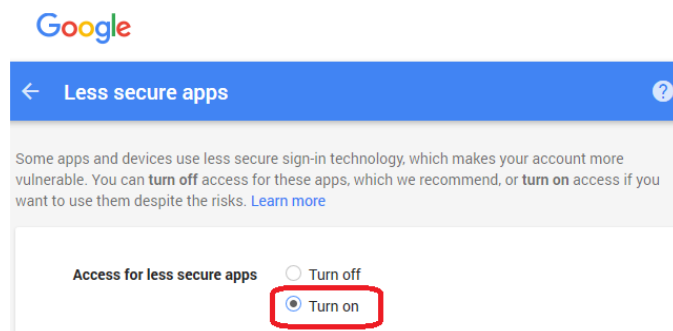 Google
Less secure apps
?
Some apps and devices use less secure sign-in technology, which makes your account more
vulnerable. You can turn off access for these apps, which we recommend, or turn on access if you
want to use them despite the risks. Learn more
Access for less secure apps
Turn off
Turn on